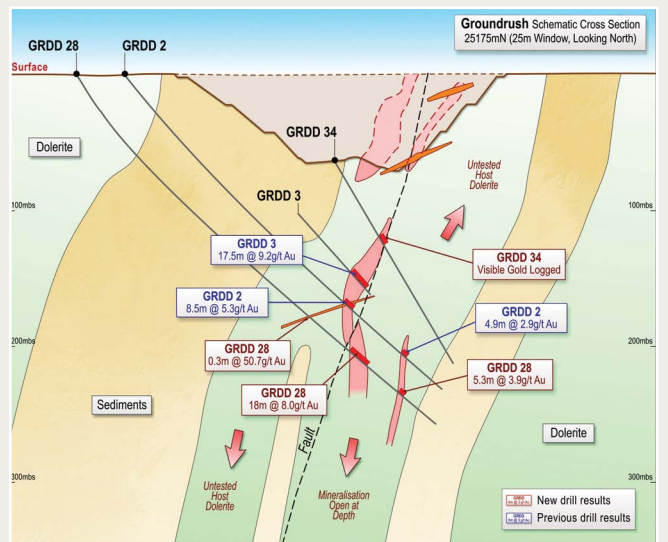 Groundrush Schematic Cross Section
25175mN (25m Window, Looking North)
GRDD 28
GRDD 2
Surface
Dolerite
GRDD 34
Untested
Host
Dolerite
GRDD 3
100mbs
100mbs
GRDD 3
17.5m @ 9.2g/t Au
GRDD 34
Visible Gold Logged
GRDD 2
8.5m @ 5.3g/t Au
GRDD 2
4.9m @ 2.9g/t Au
200mbs
200mbs
GRDD 28
0.3m @ 50.7g/t Au
GRDD 28
5.3m @ 3.9g/t Au
GRDD 28
18m @ 8.0g/t Au
Sediments
Dolerite
Fault
300mbs
300mbs
Untested
Host
Dolerite
Mineralisation
Open at
Depth
New drill results
Previous drill results